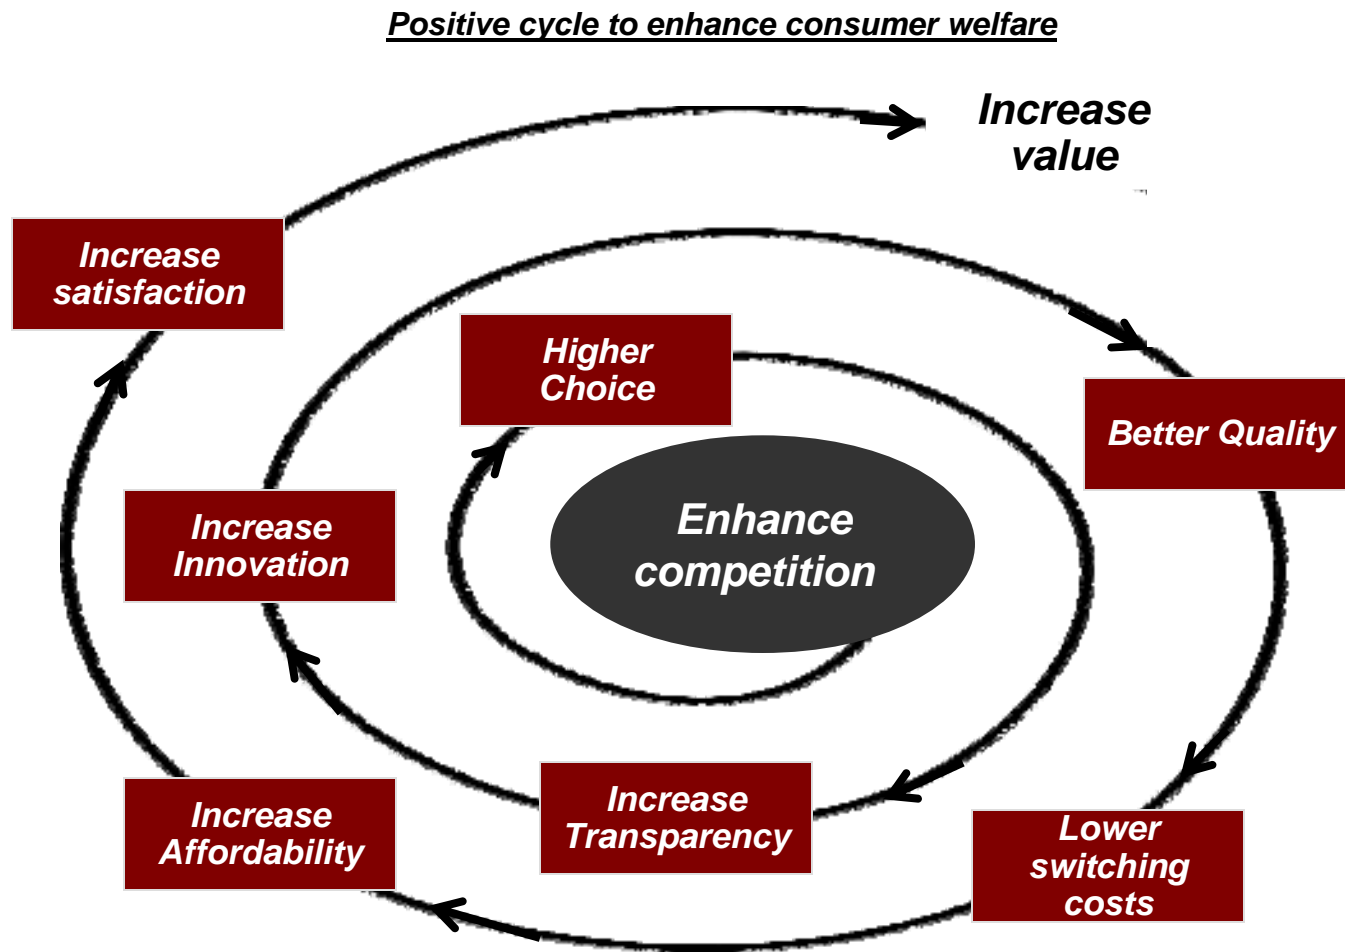 Positive cycle to enhance consumer welfare
Increase
value
Increase
satisfaction
Higher
Choice
Better Quality
Enhance
competition
Increase
Innovation
Increase
Transparency
Increase
Affordability
Lower
switching
costs